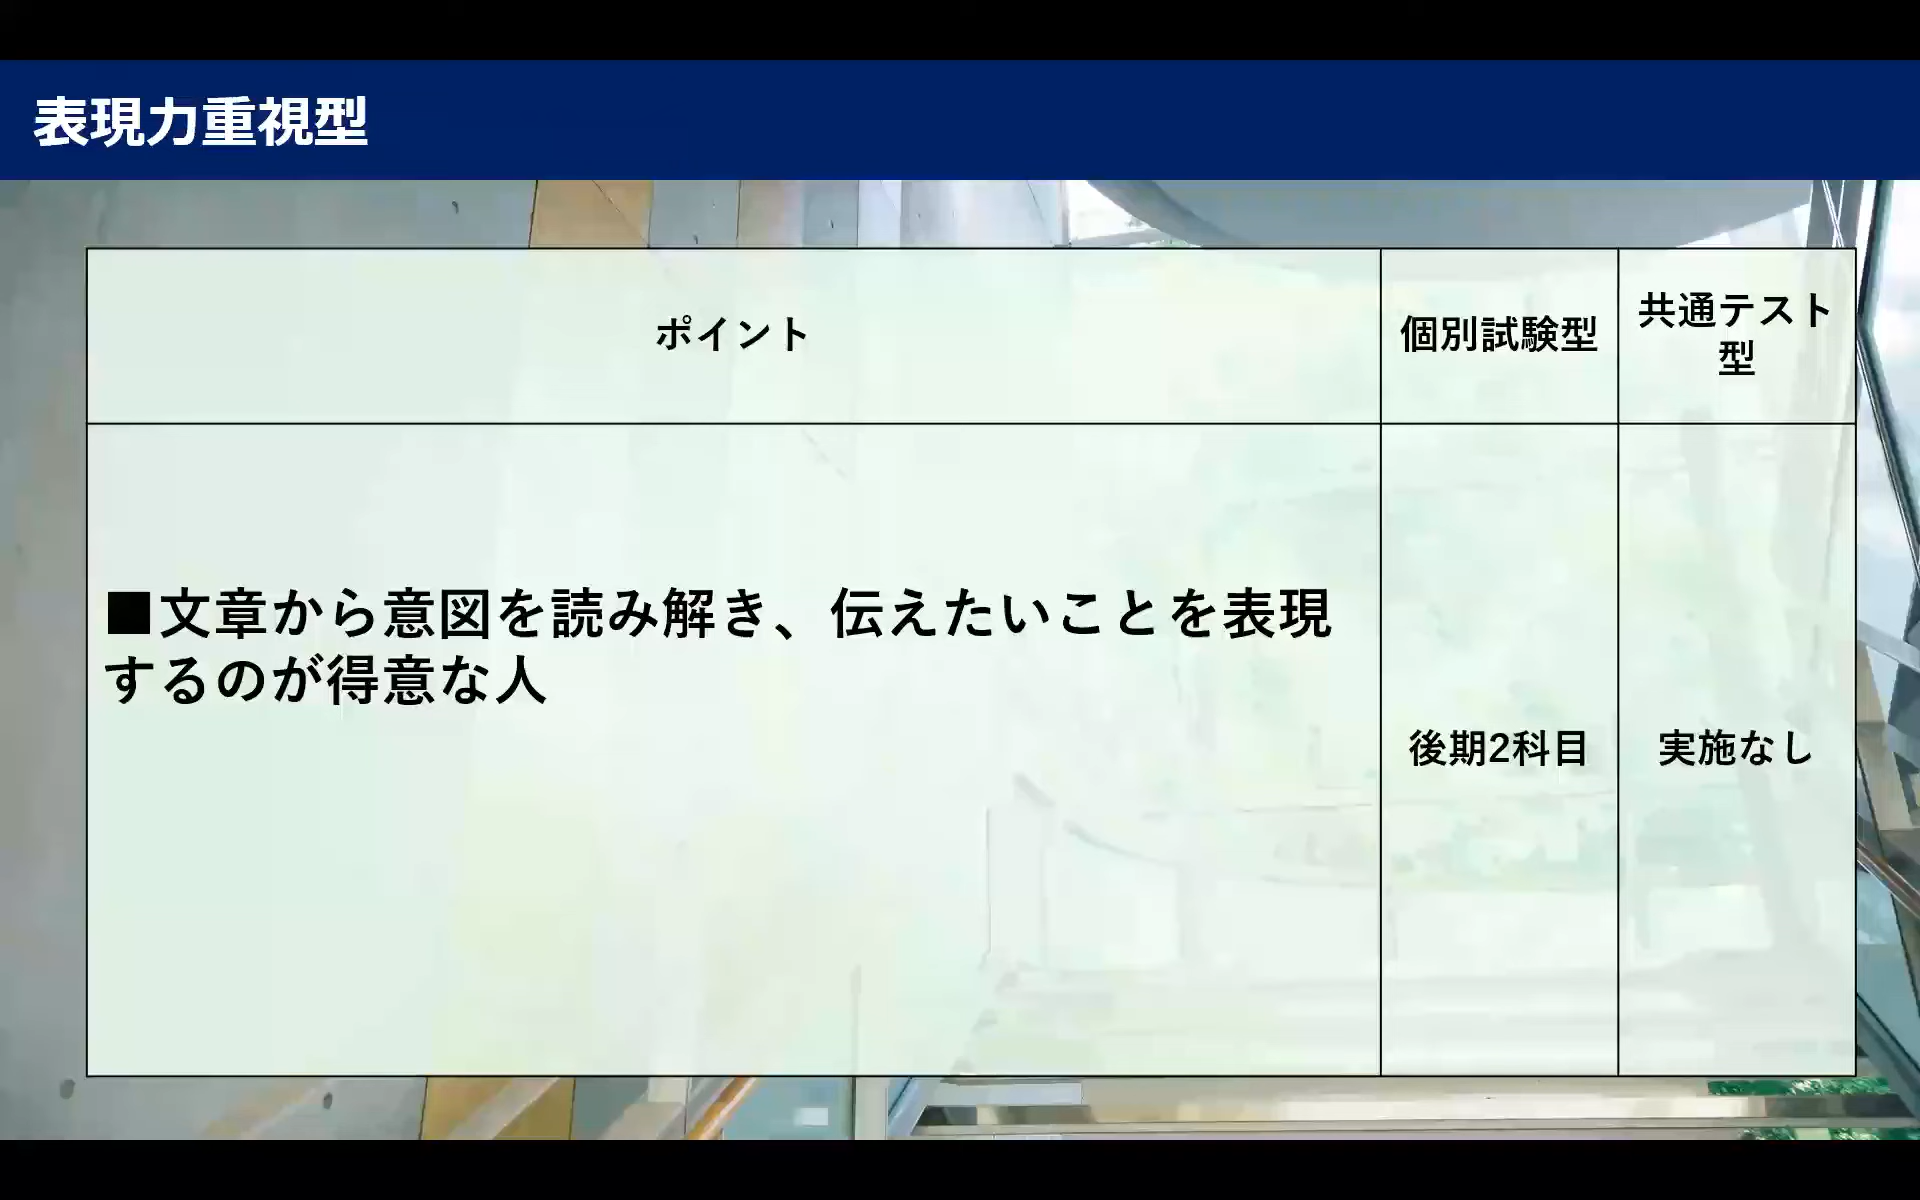 表現力重視型
ポイント
個別試験型
共通テスト
型
■文章から意図を読み解き、伝えたいことを表現
するのが得意な人
後期2科目
実施なし